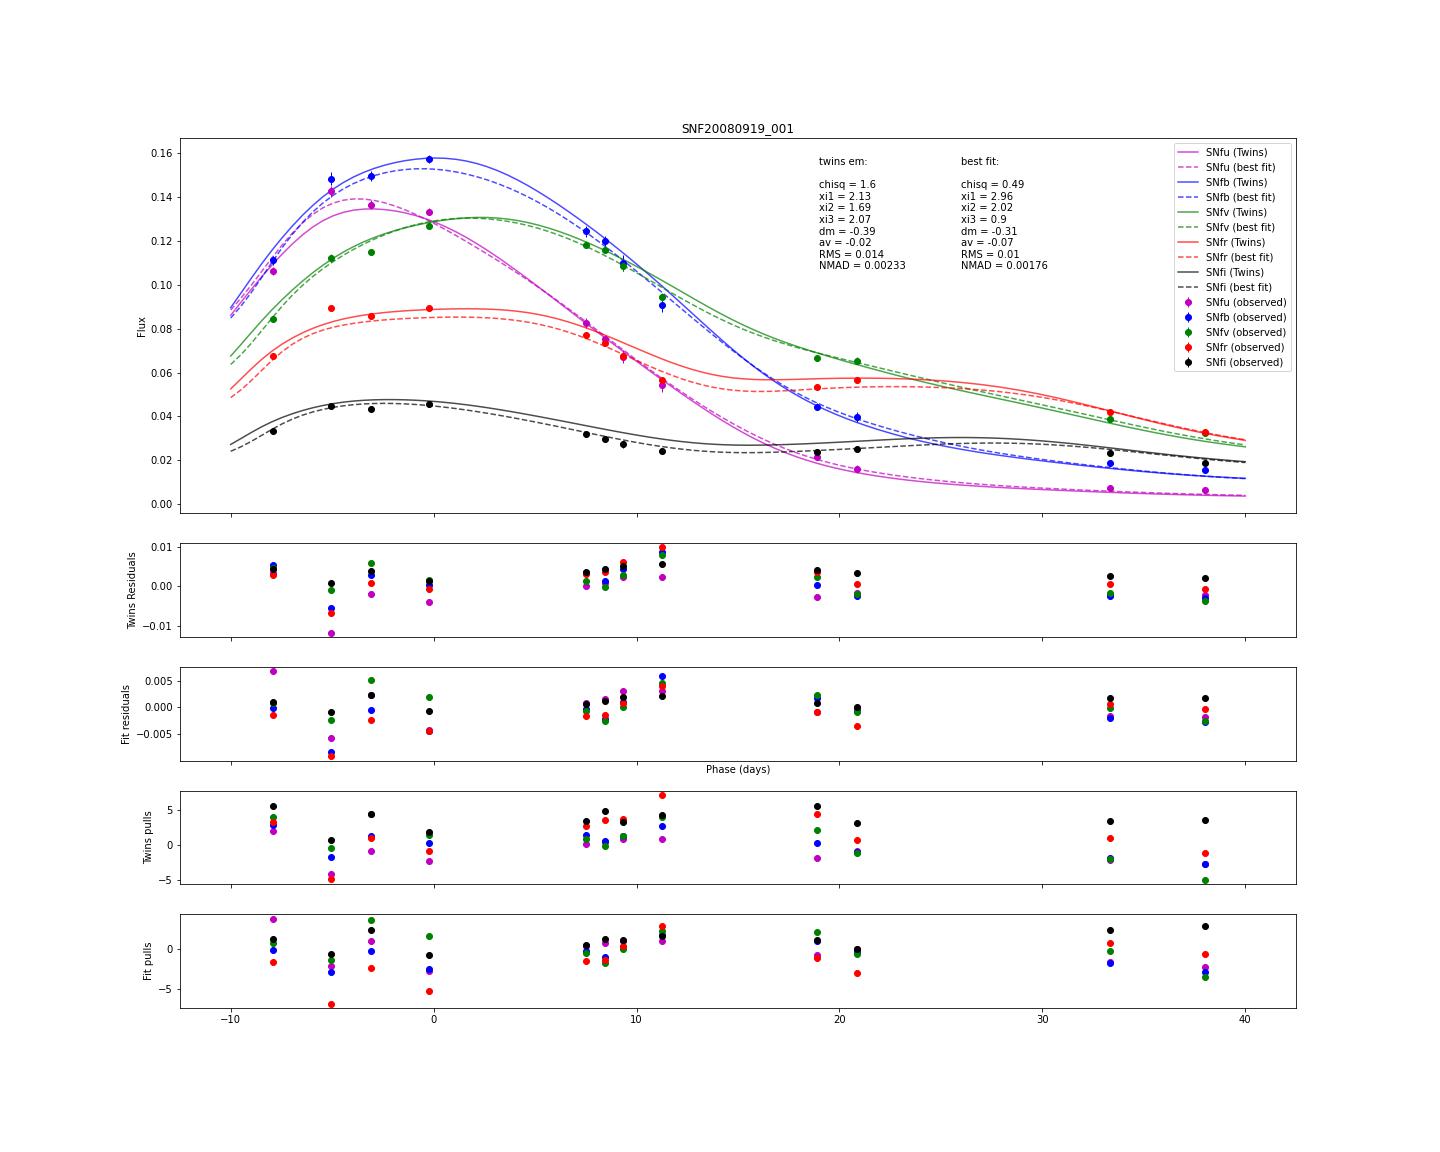 SNF20080919_001
Flux
0.16
0.14
0.12
0.10
0.08
0.06
0.04
0.02
0.00
twins em:
chisq = 1.6
xi1 = 2.13
xi2 = 1.69
xi3 = 2.07
dm = -0.39
av = -0.02
RMS = 0.014
NMAD = 0.00233
best fit:
chisq = 0.49
xi1 = 2.96
xi2 = 2.02
xi3 = 0.9
dm = -0.31
av = -0.07
RMS = 0.01
NMAD = 0.00176
SNfu (Twins)
SNfu (best fit)
SNfb (Twins)
SNfb (best fit)
SNfv (Twins)
SNfv (best fit)
SNfr (Twins)
SNfr (best fit)
SNfi (Twins)
SNfi (best fit)
SNfu (observed)
SNfb (observed)
SNfv (observed)
SNfr (observed)
SNfi (observed)
Twins Residuals
0.01
0.00
−0.01
Fit residuals
0.005
0.000
−0.005
Phase (days)
Twins pulls
5
0
−5
Fit pulls
0
−5
−10
0
10
20
30
40